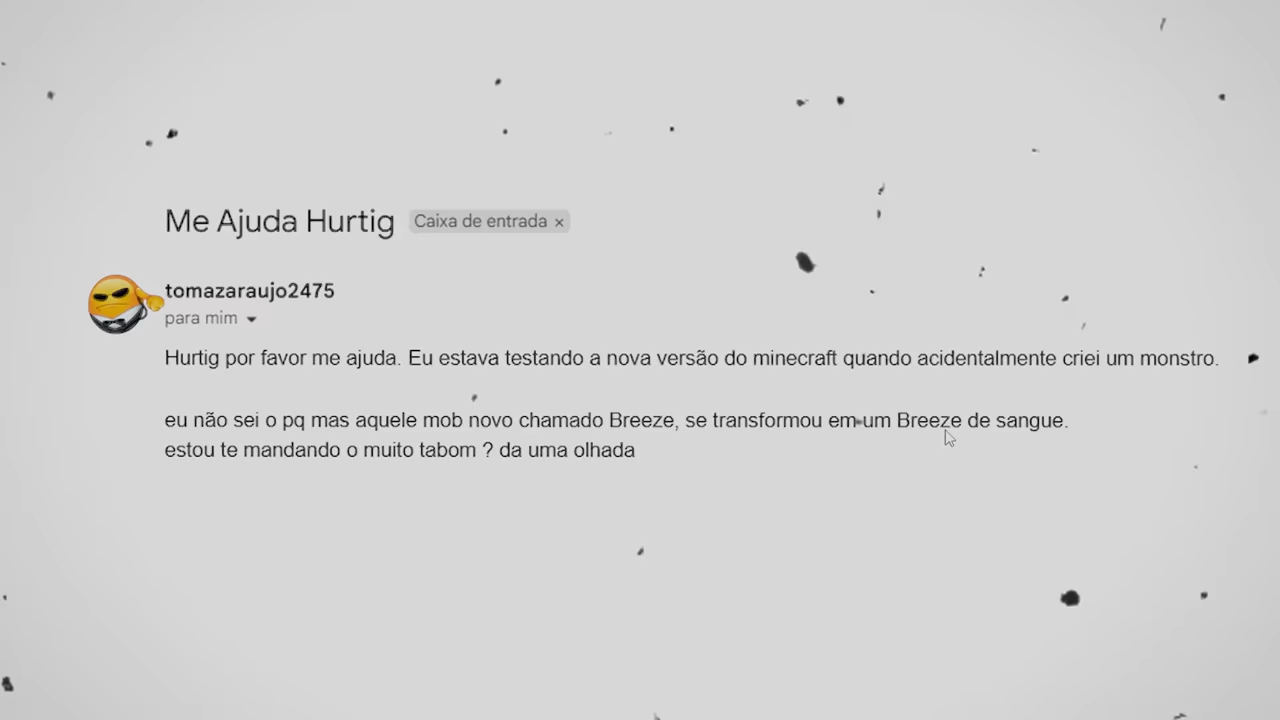 Me Ajuda Hurtig Caixa de entrada ×
tomazaraujo2475
para mim
Hurtig por favor me ajuda. Eu estava testando a nova versão do minecraft quando acidentalmente criei um monstro.
eu não sei o pq mas aquele mob novo chamado Breeze, se transformou em um Breeze de sangue.
estou te mandando o muito tabom ? da uma olhada